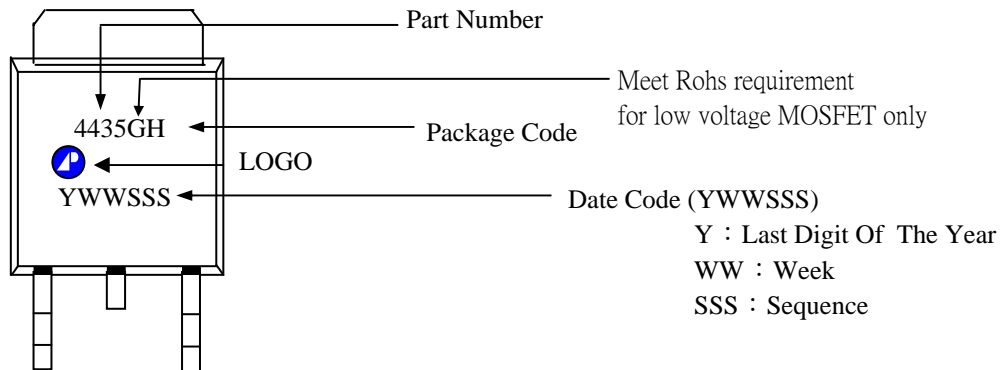 Part Number
Meet Rohs requirement
for low voltage MOSFET only
4435GH
Package Code
LOGO
YWWSSS
Date Code (YWWSSS)
Y：Last Digit Of The Year
WW：Week
SSS：Sequence